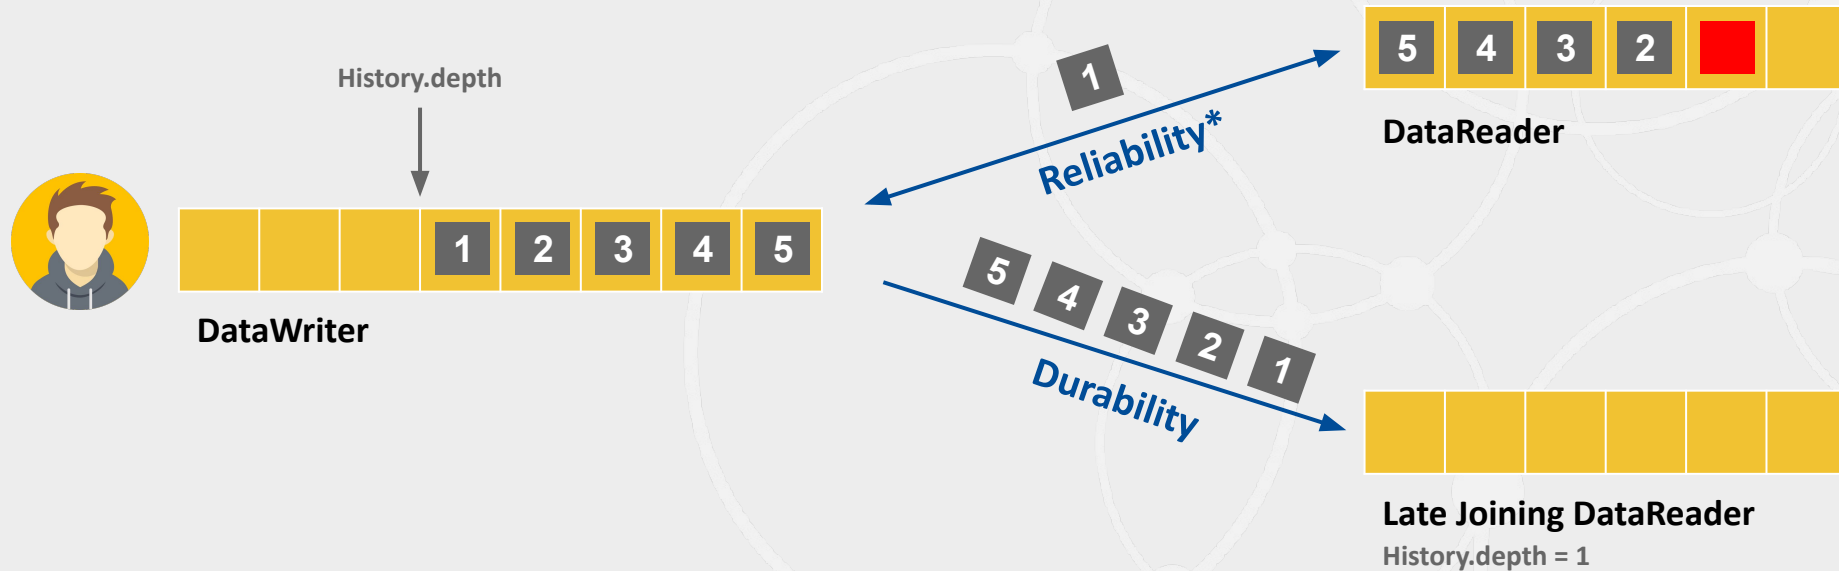 History.depth
1 2 3 4 5
DataWriter
1
Reliability*
5 4 3 2
DataReader
5 4 3 2 1
Durability
Late Joining DataReader
History.depth = 1